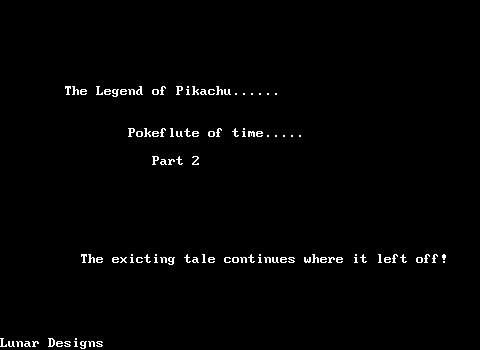 The Legend of Pikachu......
Pokeflute of time.....
Part 2
The exicting tale continues where it left off!
Lunar Designs